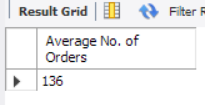 Result Grid Filter R
Average No. of
Orders
136